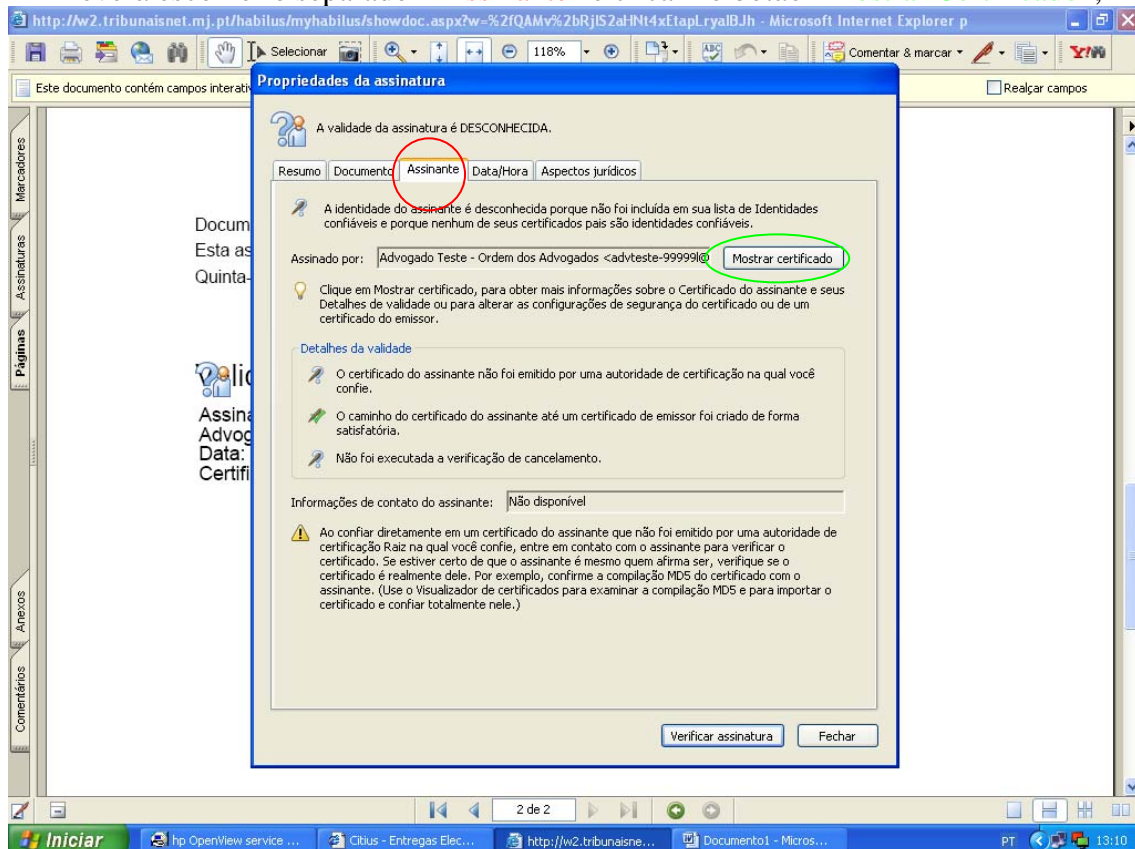 http://w2.tribunaisnet.mj.pt/habilus/myhabilus/showdoc.aspx?w=%2fQAMv%2bRjlS2aHNt4xEtapLryalBJh - Microsoft Internet Explorer p
Selecionar
118%
Comentar & marcar
Y!
Este documento contém campos interati
Realçar campos
Propriedades da assinatura
A validade da assinatura é DESCONHECIDA.
Resumo Documento Assinante Data/Hora Aspectos jurídicos
A identidade do assinante é desconhecida porque não foi incluída em sua lista de Identidades
confiáveis e porque nenhum de seus certificados pais são identidades confiáveis.
Assinado por: Advogado Teste - Ordem dos Advogados <advteste-99999l@ Mostrar certificado
Clique em Mostrar certificado, para obter mais informações sobre o Certificado do assinante e seus
Detalhes de validade ou para alterar as configurações de segurança do certificado ou de um
certificado do emissor.
Detalhes da validade
O certificado do assinante não foi emitido por uma autoridade de certificação na qual você
confie.
O caminho do certificado do assinante até um certificado de emissor foi criado de forma
satisfatória.
Não foi executada a verificação de cancelamento.
Informações de contato do assinante: Não disponível
Ao confiar diretamente em um certificado do assinante que não foi emitido por uma autoridade de
certificação Raiz na qual você confie, entre em contato com o assinante para verificar o
certificado. Se estiver certo de que o assinante é mesmo quem afirma ser, verifique se o
certificado é realmente dele. Por exemplo, confirme a compilação MD5 do certificado com o
assinante. (Use o Visualizador de certificados para examinar a compilação MD5 e para importar o
certificado e confiar totalmente nele.)
Verificar assinatura Fechar
Marcadores
Assinaturas
Páginas
Anexos
Comentários
Docum
Esta as
Quinta-
lid
Assina
Advog
Data:
Certifi
2 de 2
Iniciar
hp OpenView service ...
Citius - Entregas Elec...
http://w2.tribunaisne...
Documento1 - Micros...
PT
13:10